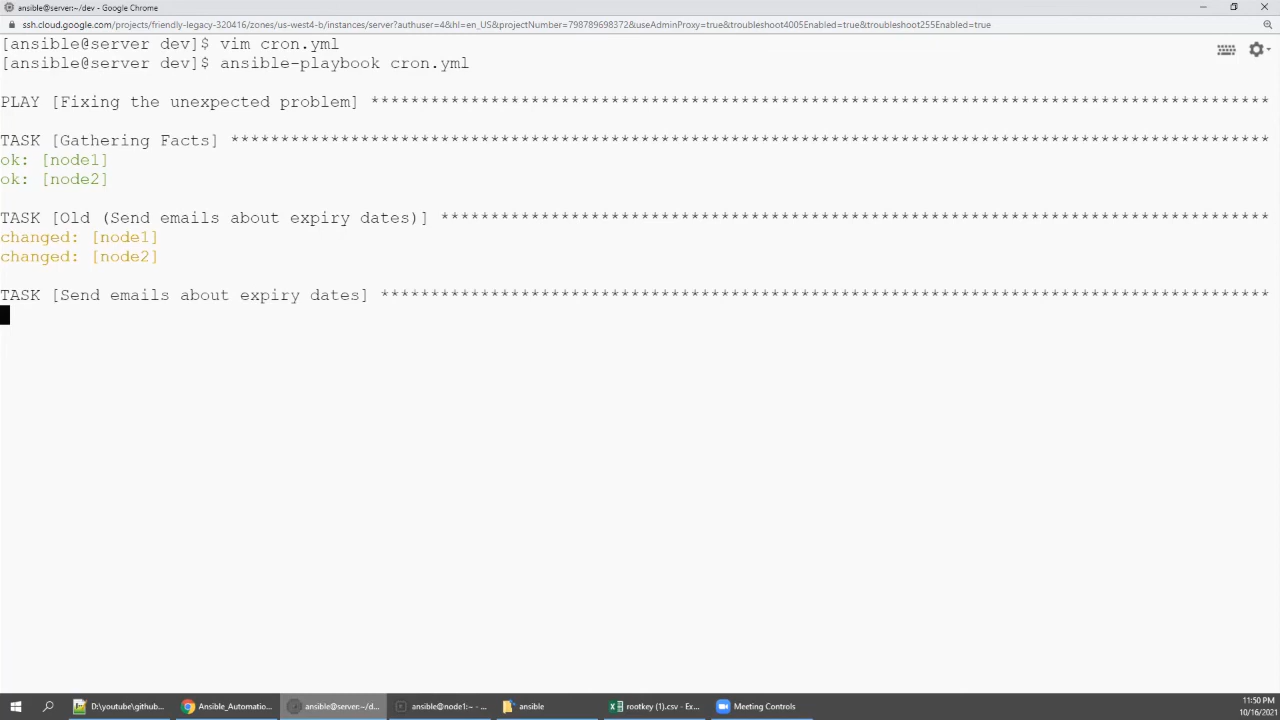 ansible@server:~/dev - Google Chrome
ssh.cloud.google.com/projects/friendly-legacy-320416/zones/us-west4-b/instances/server?authuser=4&hl=en_US&projectNumber=798789698372&useAdminProxy=true&troubleshoot4005Enabled=true&troubleshoot255Enabled=true
[ansible@server dev]$ vim cron.yml
[ansible@server dev]$ ansible-playbook cron.yml
PLAY [Fixing the unexpected problem] ******************************************************************************************
TASK [Gathering Facts] ********************************************************************************************************
ok: [node1]
ok: [node2]
TASK [Old (Send emails about expiry dates)] ***********************************************************************************
changed: [node1]
changed: [node2]
TASK [Send emails about expiry dates] *****************************************************************************************
D:\youtube\github...
Ansible_Automatio...
ansible@server:~/d...
ansible@node1:~ - ...
ansible
rootkey (1).csv - Ex...
Meeting Controls
11:50 PM
10/16/2021